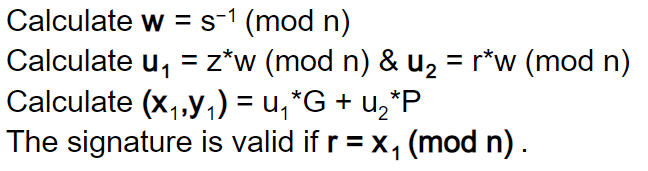 Calculate w = s⁻¹ (mod n)
Calculate u₁ = z*w (mod n) & u₂ = r*w (mod n)
Calculate (x₁,y₁) = u₁*G + u₂*P
The signature is valid if r = x₁ (mod n) .